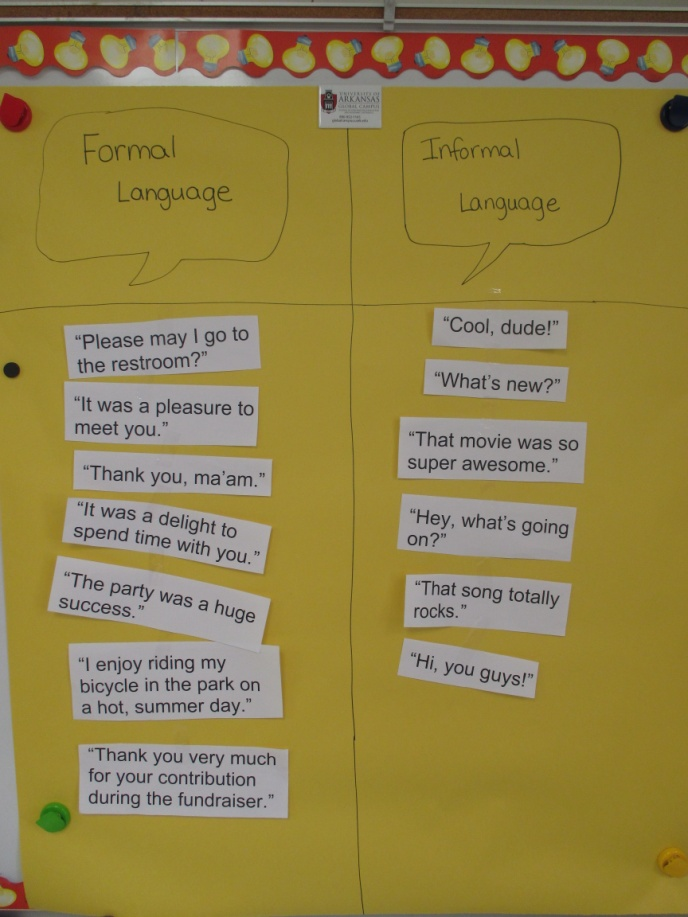 UNIVERSITY OF
ARKANSAS
GLOBAL CAMPUS
Formal
Language
Informal
Language
“Please may I go to
the restroom?”
“It was a pleasure to
meet you.”
“Thank you, ma’am.”
“It was a delight to
spend time with you.”
“The party was a huge
success.”
“I enjoy riding my
bicycle in the park on
a hot, summer day.”
“Thank you very much
for your contribution
during the fundraiser.”
“Cool, dude!”
“What’s new?”
“That movie was so
super awesome.”
“Hey, what’s going
on?”
“That song totally
rocks.”
“Hi, you guys!”